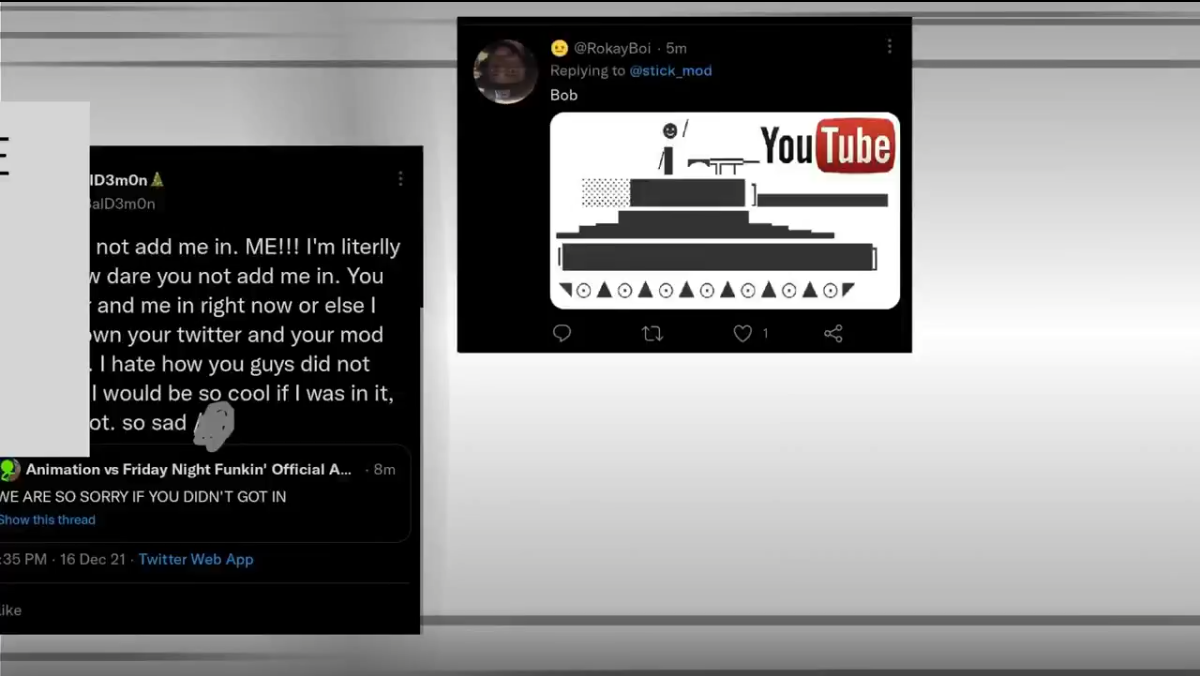 E
lD3m0n
alD3m0n
not add me in. ME!!! I'm literlly
dare you not add me in. You
and me in right now or else I
your twitter and your mod
. I hate how you guys did not
I would be so cool if I was in it,
so sad
Animation vs Friday Night Funkin' Official A... · 8m
WE ARE SO SORRY IF YOU DIDN'T GOT IN
Show this thread
:35 PM · 16 Dec 21 · Twitter Web App
@RokayBoi · 5m
Replying to @stick_mod
Bob
YouTube
1